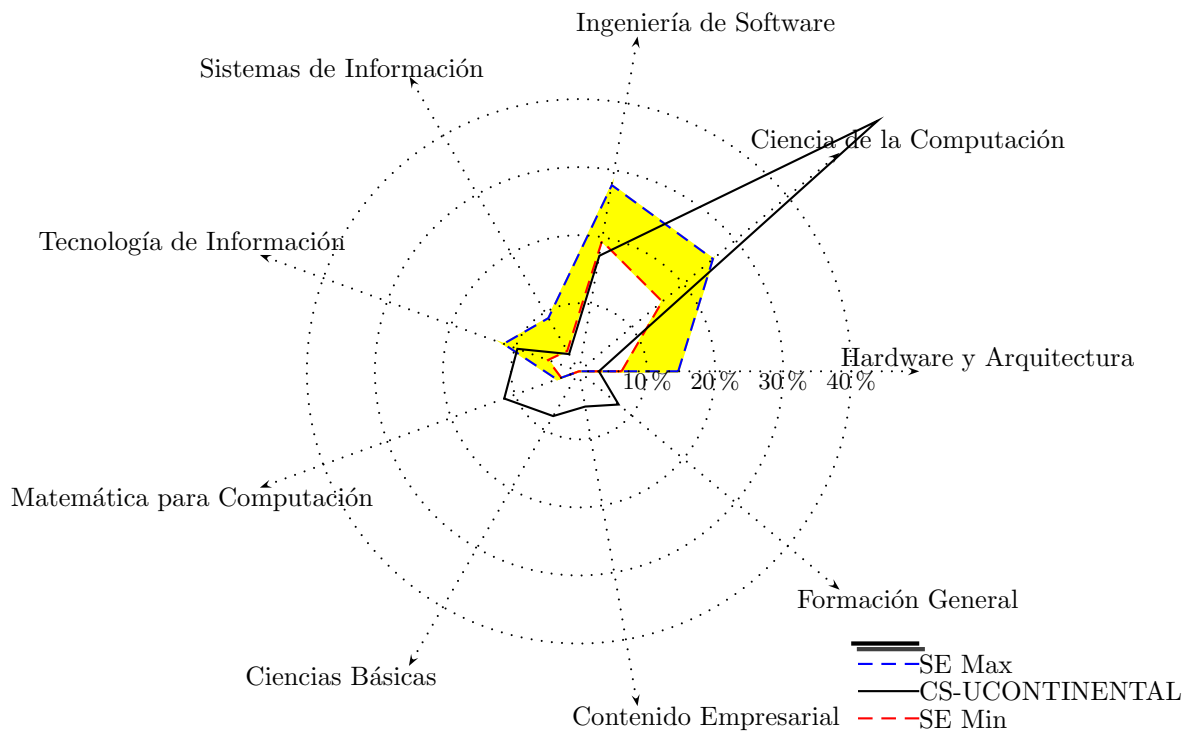 Ingeniería de Software
Sistemas de Información
Ciencia de la Computación
Tecnología de Información
Hardware y Arquitectura
10 % 20 % 30 % 40 %
Matemática para Computación
Formación General
Ciencias Básicas
Contenido Empresarial
SE Max
CS-UCONTINENTAL
SE Min